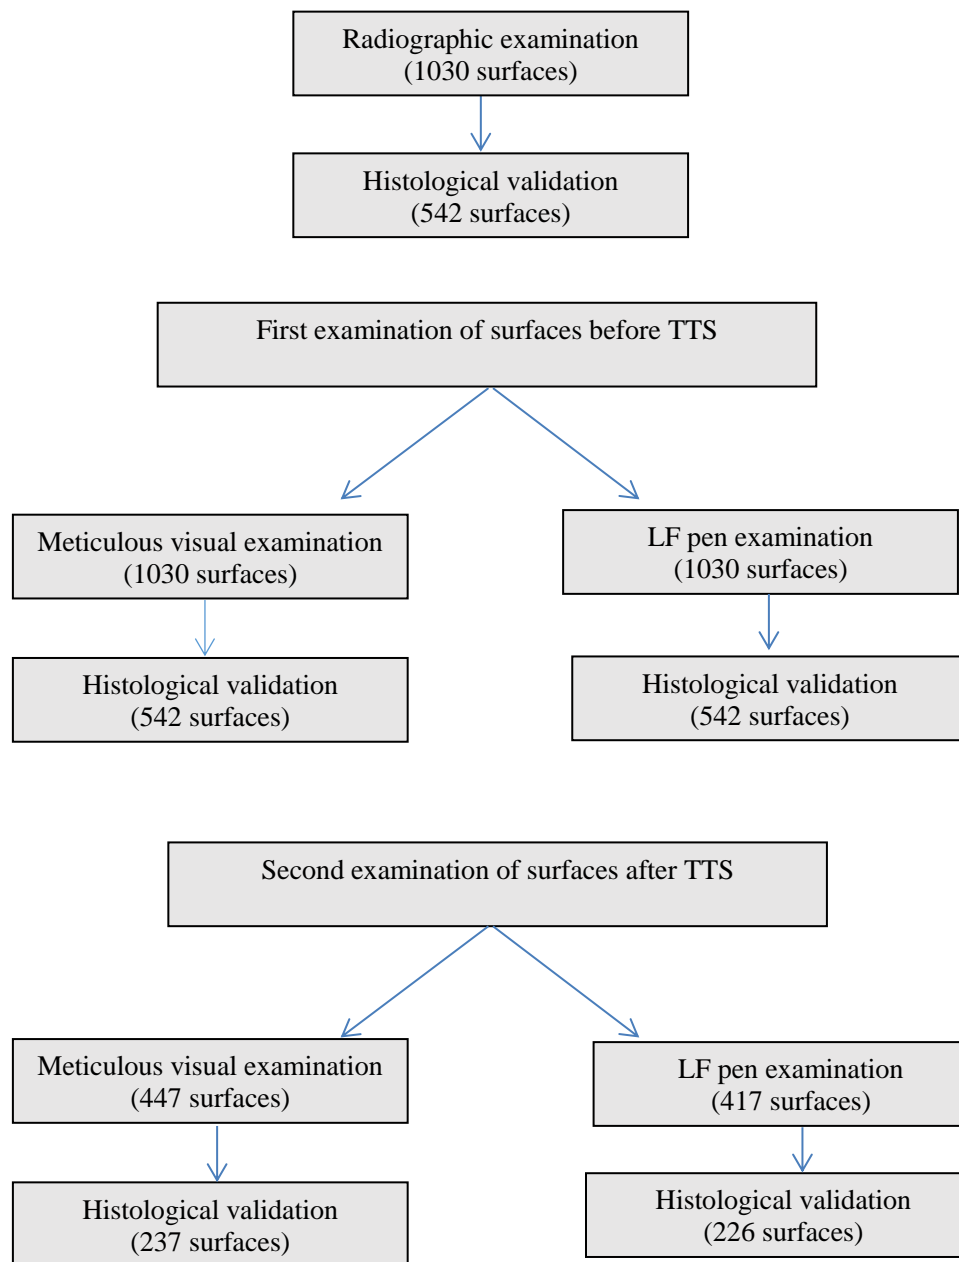 Radiographic examination
(1030 surfaces)
Histological validation
(542 surfaces)
First examination of surfaces before TTS
Meticulous visual examination
(1030 surfaces)
LF pen examination
(1030 surfaces)
Histological validation
(542 surfaces)
Histological validation
(542 surfaces)
Second examination of surfaces after TTS
Meticulous visual examination
(447 surfaces)
LF pen examination
(417 surfaces)
Histological validation
(237 surfaces)
Histological validation
(226 surfaces)